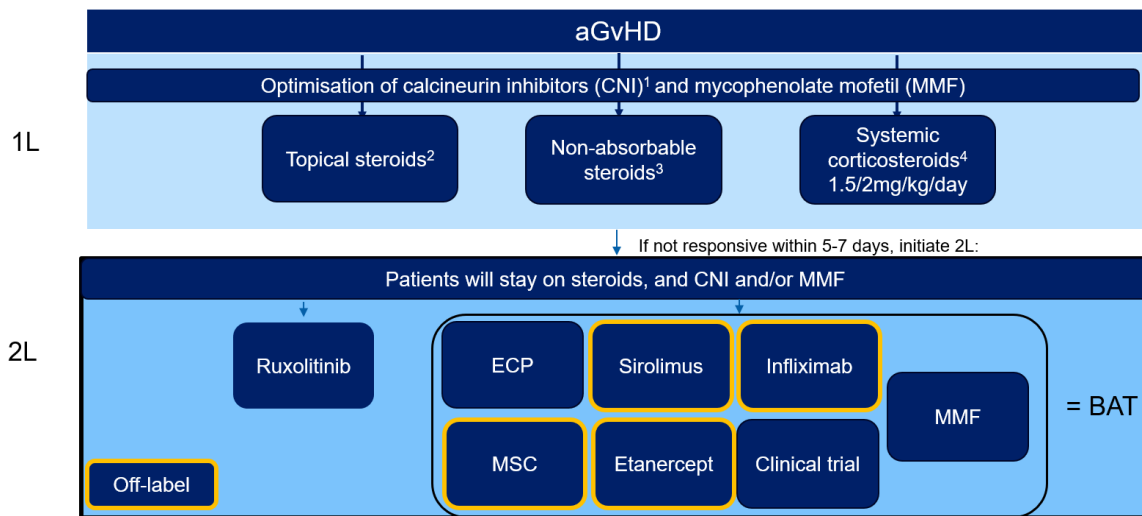 aGvHD
Optimisation of calcineurin inhibitors (CNI)¹ and mycophenolate mofetil (MMF)
1L
Topical steroids²
Non-absorbable
steroids³
Systemic
corticosteroids⁴
1.5/2mg/kg/day
If not responsive within 5-7 days, initiate 2L:
Patients will stay on steroids, and CNI and/or MMF
2L
Ruxolitinib
ECP
Sirolimus
Infliximab
MMF
= BAT
MSC
Etanercept
Clinical trial
Off-label